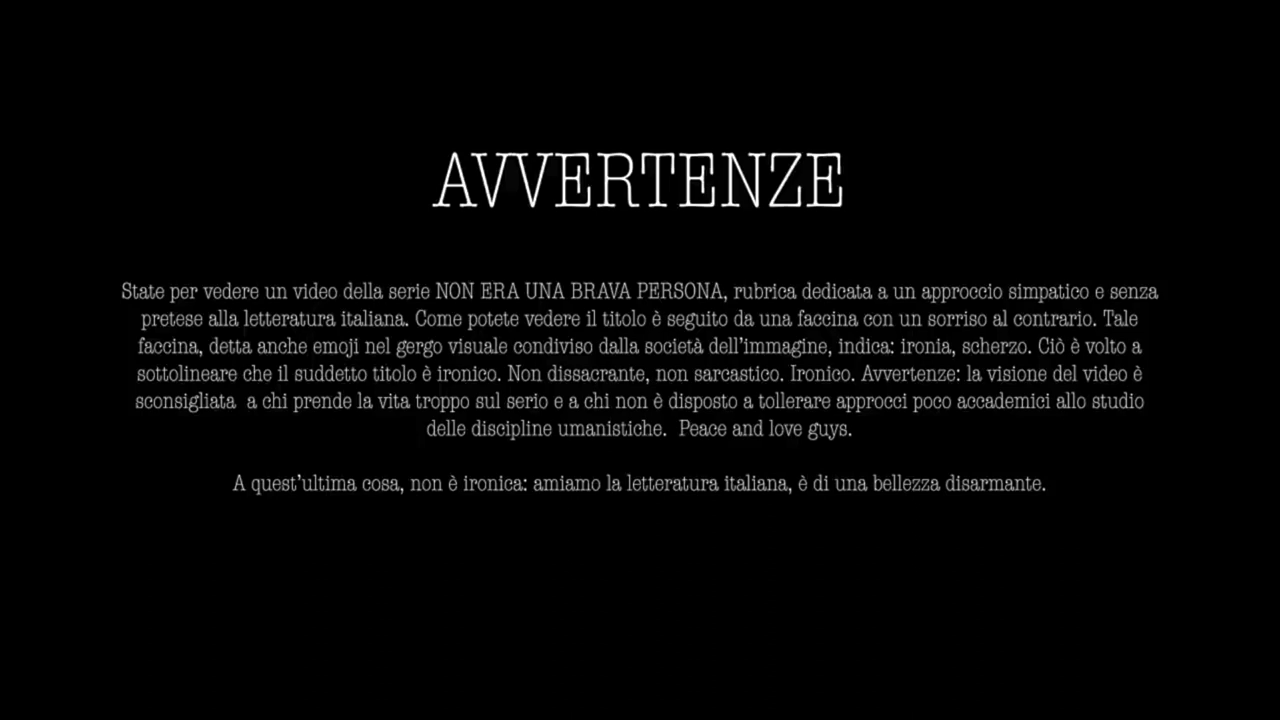 AVVERTENZE
State per vedere un video della serie NON ERA UNA BRAVA PERSONA, rubrica dedicata a un approccio simpatico e senza
pretese alla letteratura italiana. Come potete vedere il titolo è seguito da una faccina con un sorriso al contrario. Tale
faccina, detta anche emoji nel gergo visuale condiviso dalla società dell'immagine, indica: ironia, scherzo. Ciò è volto a
sottolineare che il suddetto titolo è ironico. Non dissacrante, non sarcastico. Ironico. Avvertenze: la visione del video è
sconsigliata  a chi prende la vita troppo sul serio e a chi non è disposto a tollerare approcci poco accademici allo studio
delle discipline umanistiche.  Peace and love guys.
A quest'ultima cosa, non è ironica: amiamo la letteratura italiana, è di una bellezza disarmante.